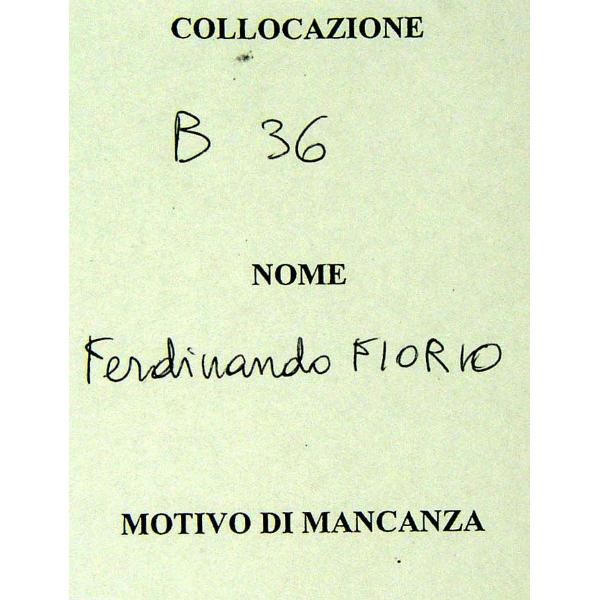 COLLOCAZIONE
B 36
NOME
Ferdinando FIORIO
MOTIVO DI MANCANZA